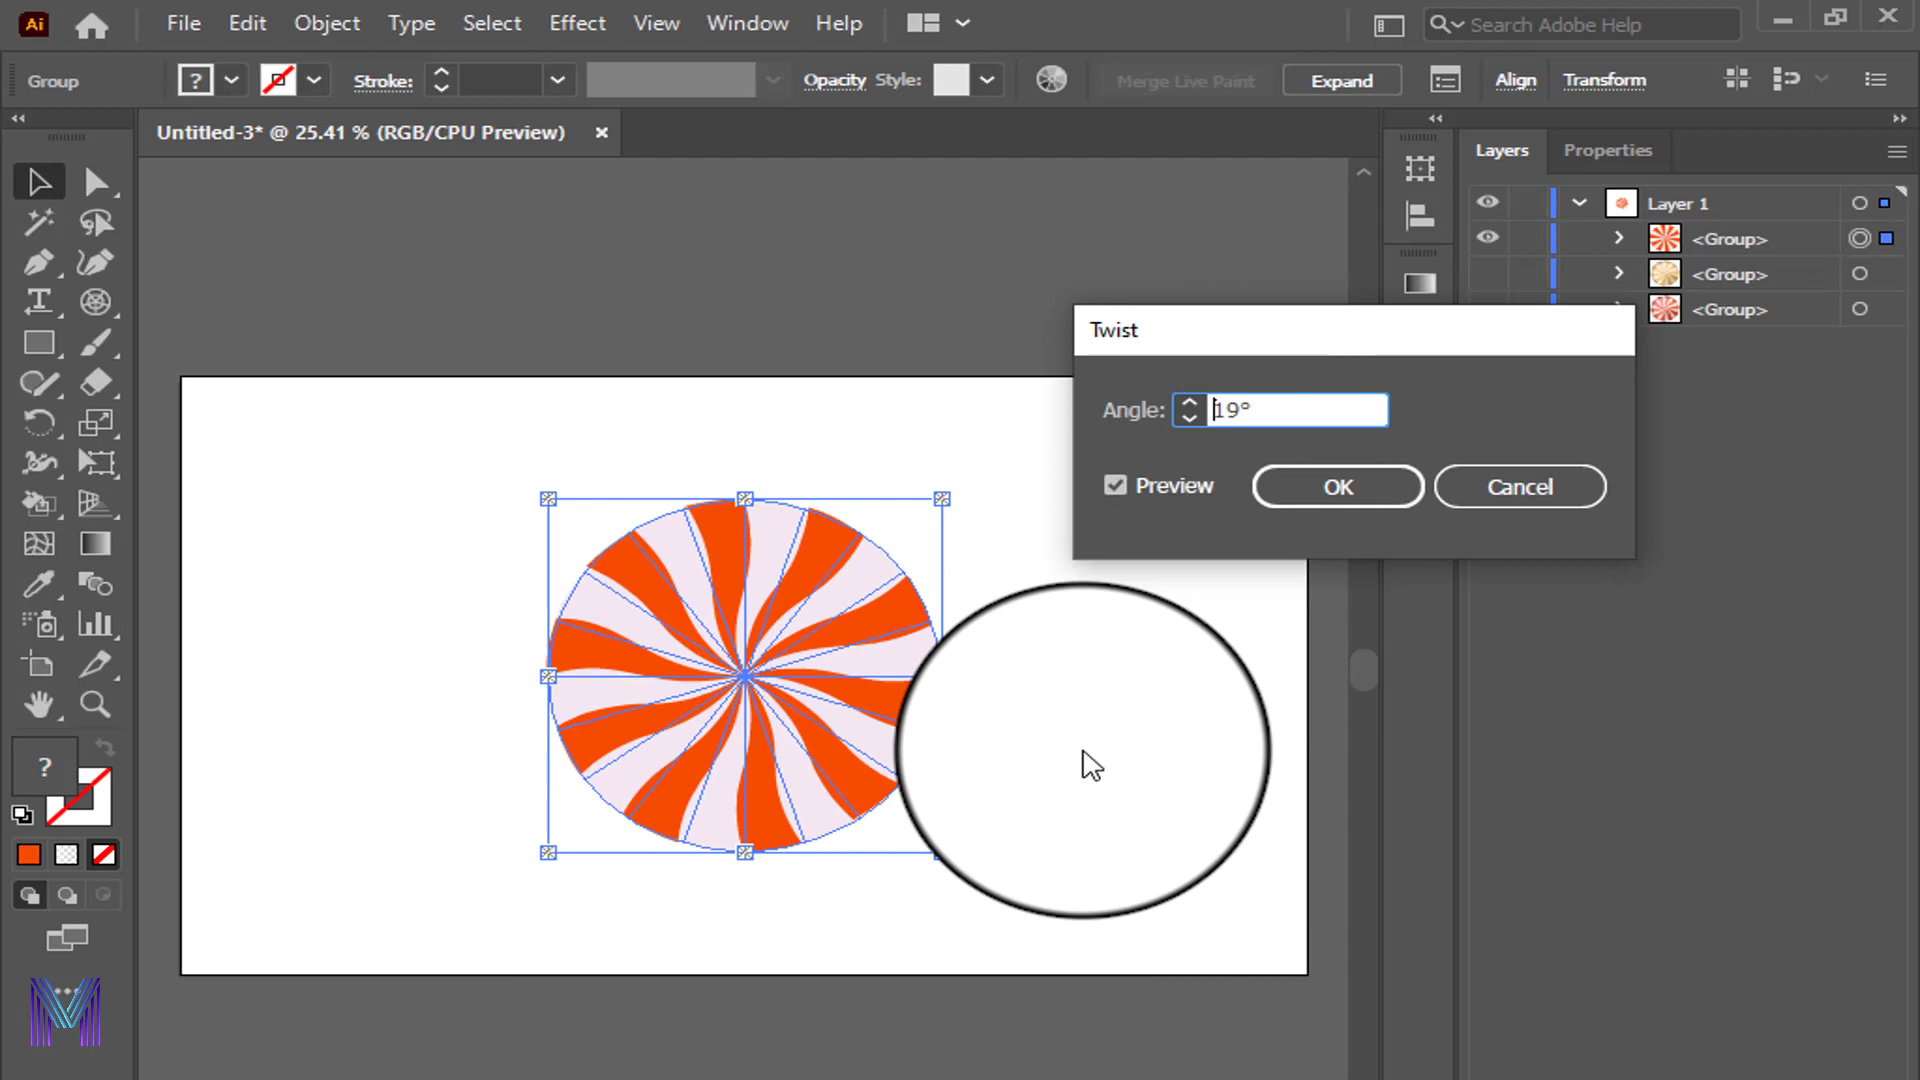 Ai File Edit Object Type Select Effect View Window Help Search Adobe Help
Group ? Stroke: Opacity Style: Merge Live Paint Expand Align Transform
Untitled-3* @ 25.41 % (RGB/CPU Preview)
Layers Properties
Layer 1
<Group>
<Group>
<Group>
Twist
Angle: 19°
Preview OK Cancel
?